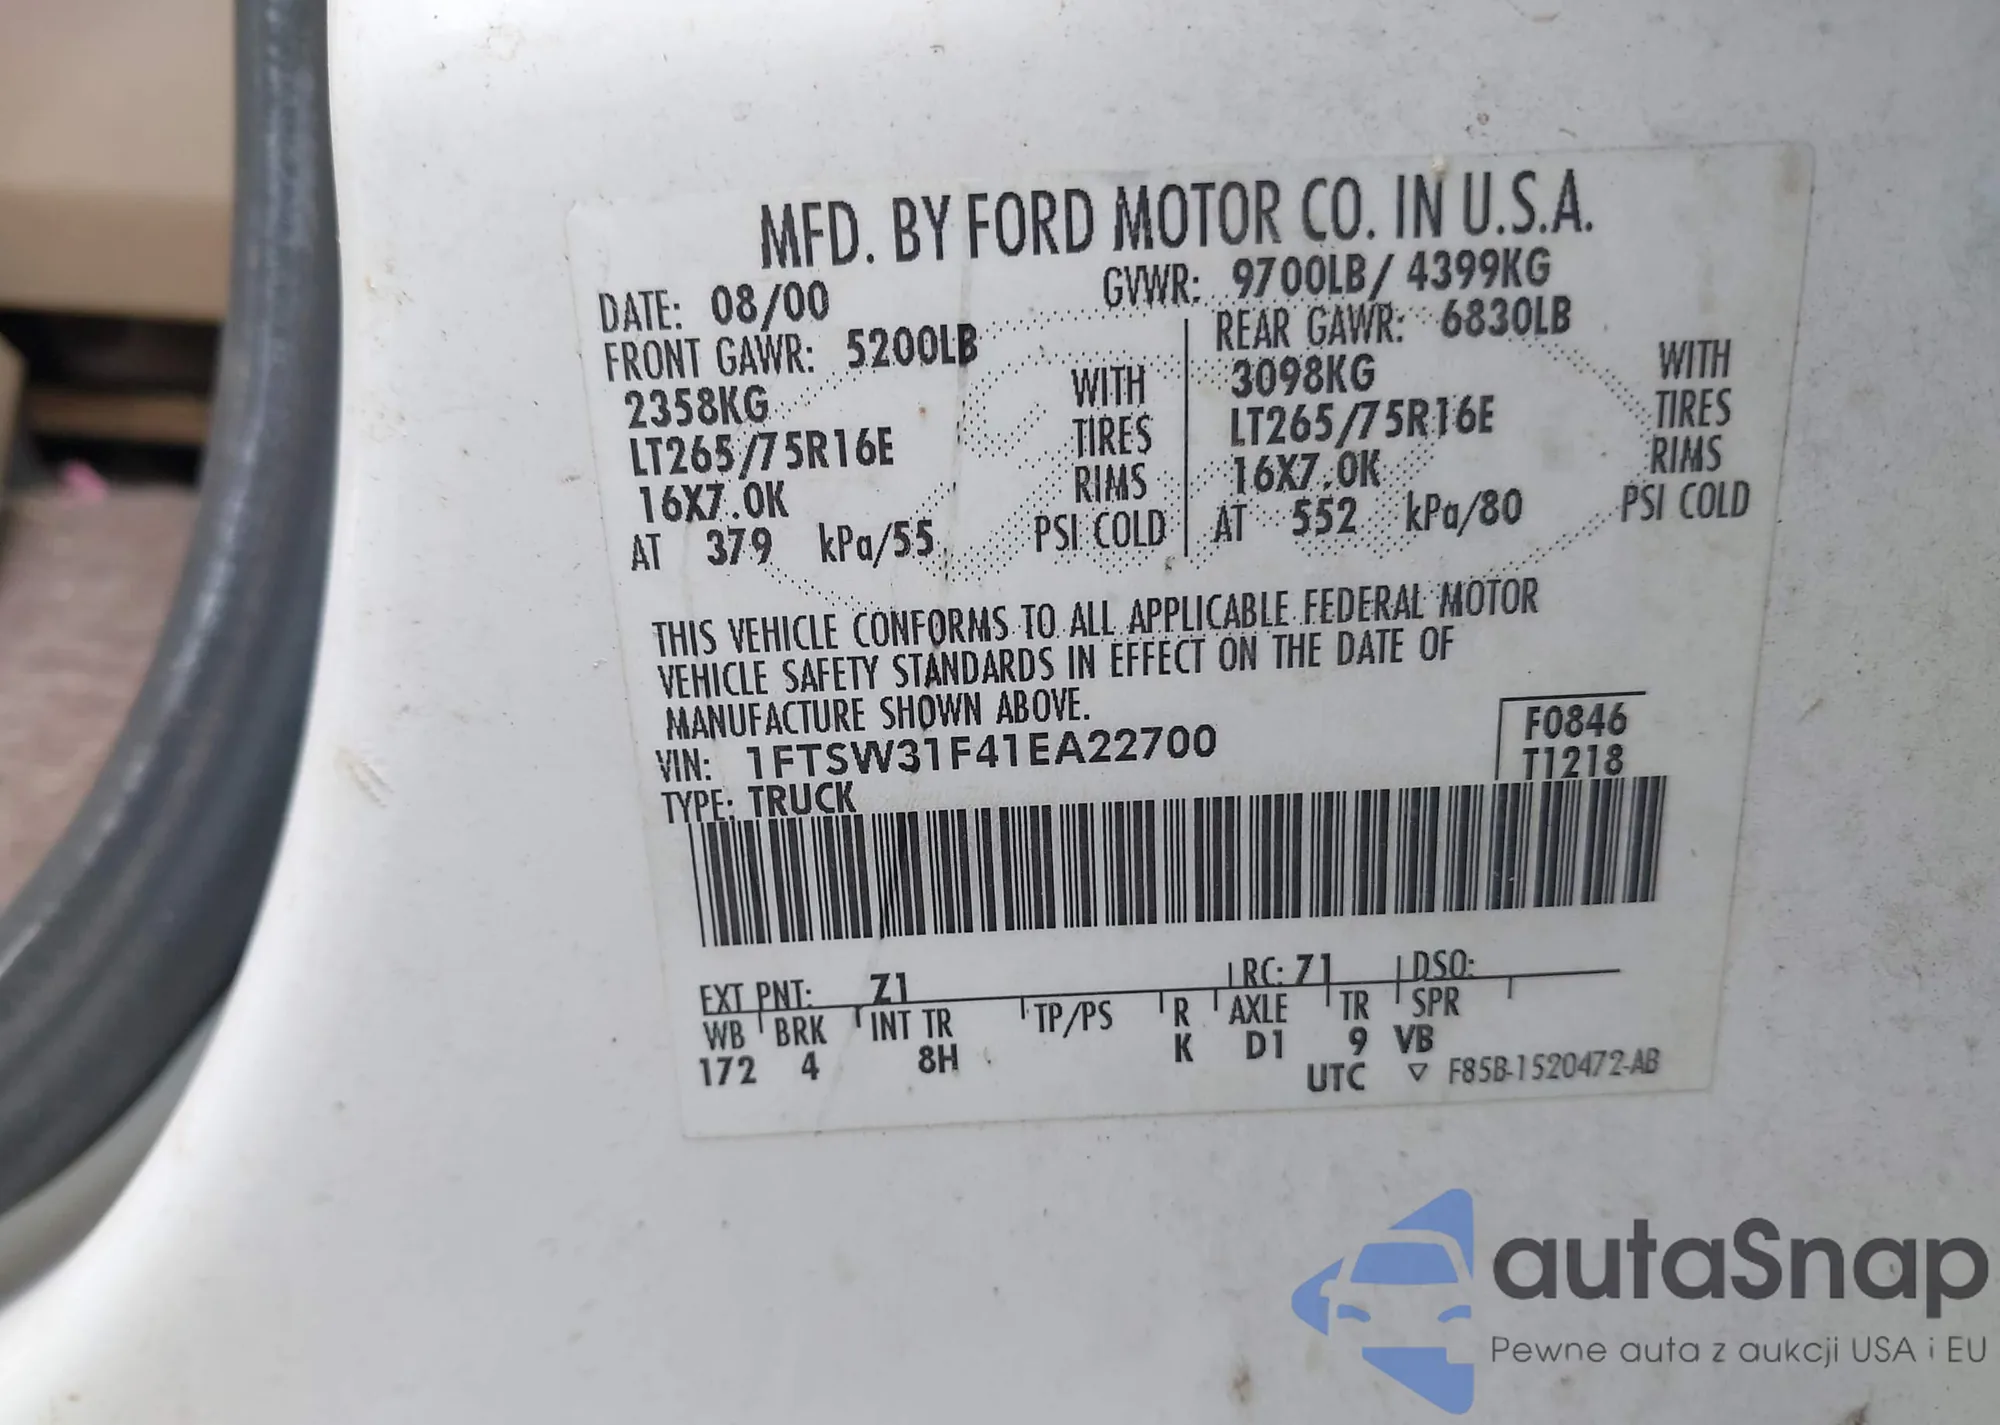 MFD. BY FORD MOTOR CO. IN U.S.A.
DATE: 08/00 GVWR: 9700LB/ 4399KG
FRONT GAWR: 5200LB REAR GAWR: 6830LB
2358KG WITH 3098KG WITH
LT265/75R16E TIRES LT265/75R16E TIRES
16X7.0K RIMS 16X7.0K RIMS
AT 379 kPa/55 PSI COLD AT 552 kPa/80 PSI COLD
THIS VEHICLE CONFORMS TO ALL APPLICABLE FEDERAL MOTOR
VEHICLE SAFETY STANDARDS IN EFFECT ON THE DATE OF
MANUFACTURE SHOWN ABOVE.
VIN: 1FTSW31F41EA22700 F0846
TYPE: TRUCK T1218
EXT PNT: Z1 RC: 71 DSO:
WB BRK INT TR TP/PS R AXLE TR SPR
172 4 8H K D1 9 VB
UTC ▽ F85B-1520472-AB
autaSnap
Pewne auta z aukcji USA i EU